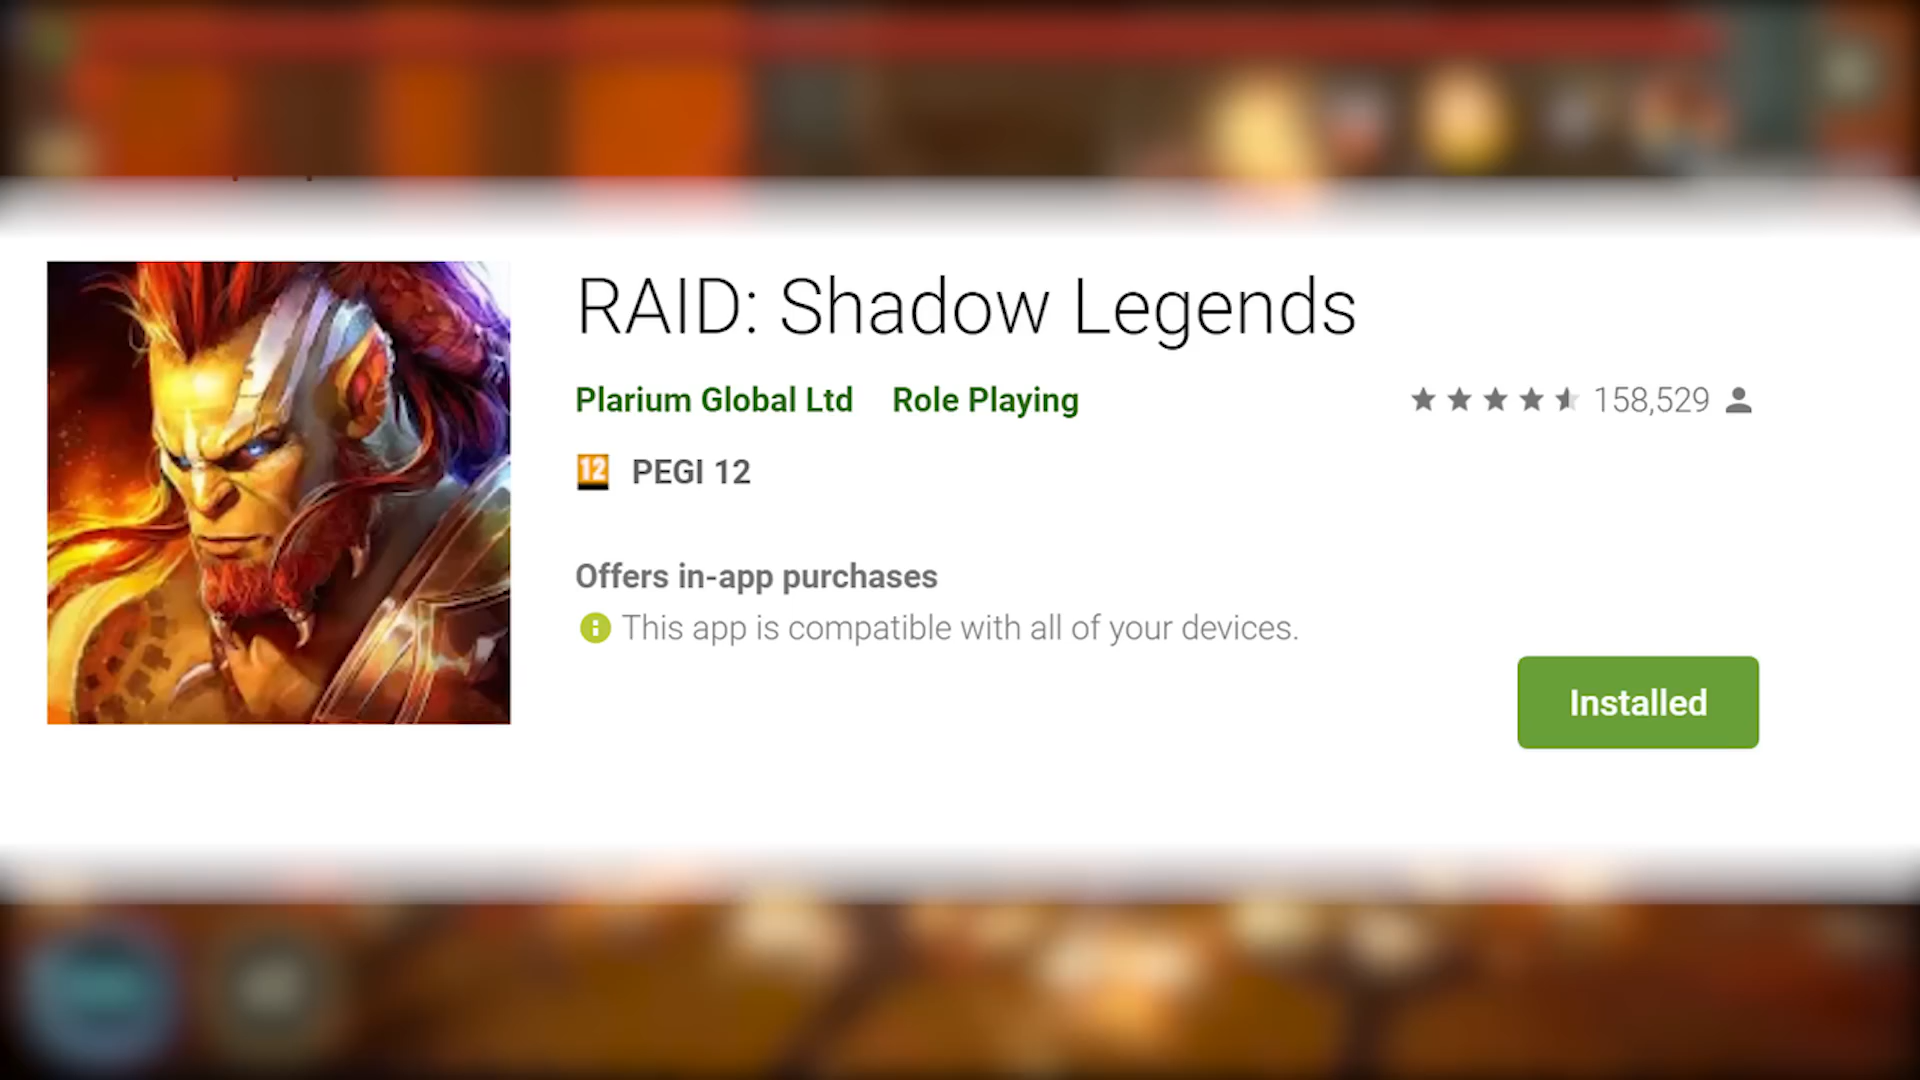 RAID: Shadow Legends
Plarium Global Ltd Role Playing 158,529
12 PEGI 12
Offers in-app purchases
This app is compatible with all of your devices.
Installed